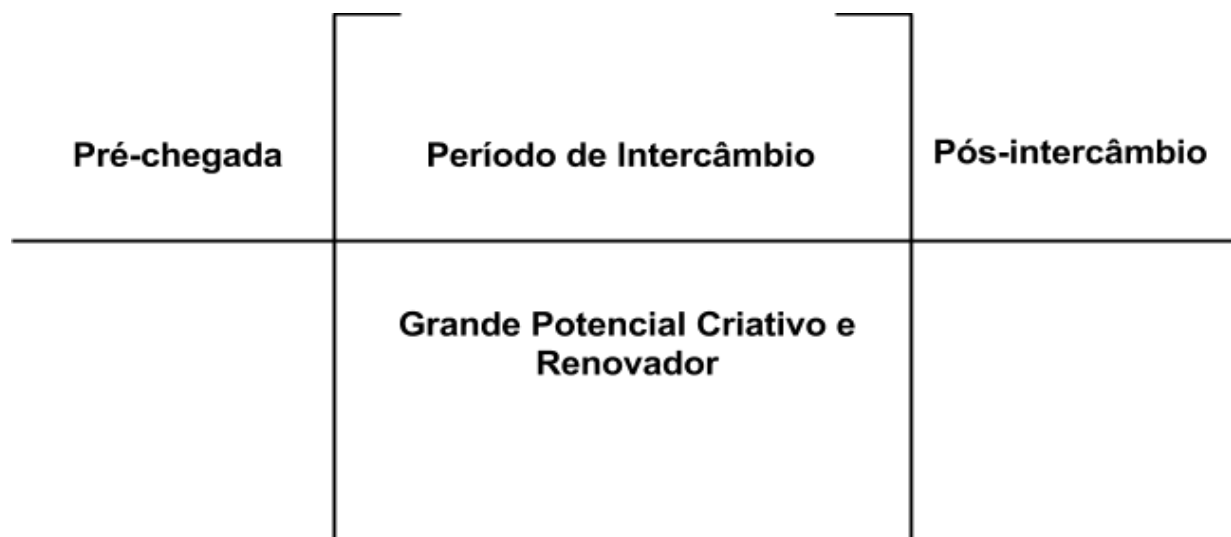 Pré-chegada
Período de Intercâmbio
Pós-intercâmbio
Grande Potencial Criativo e
Renovador